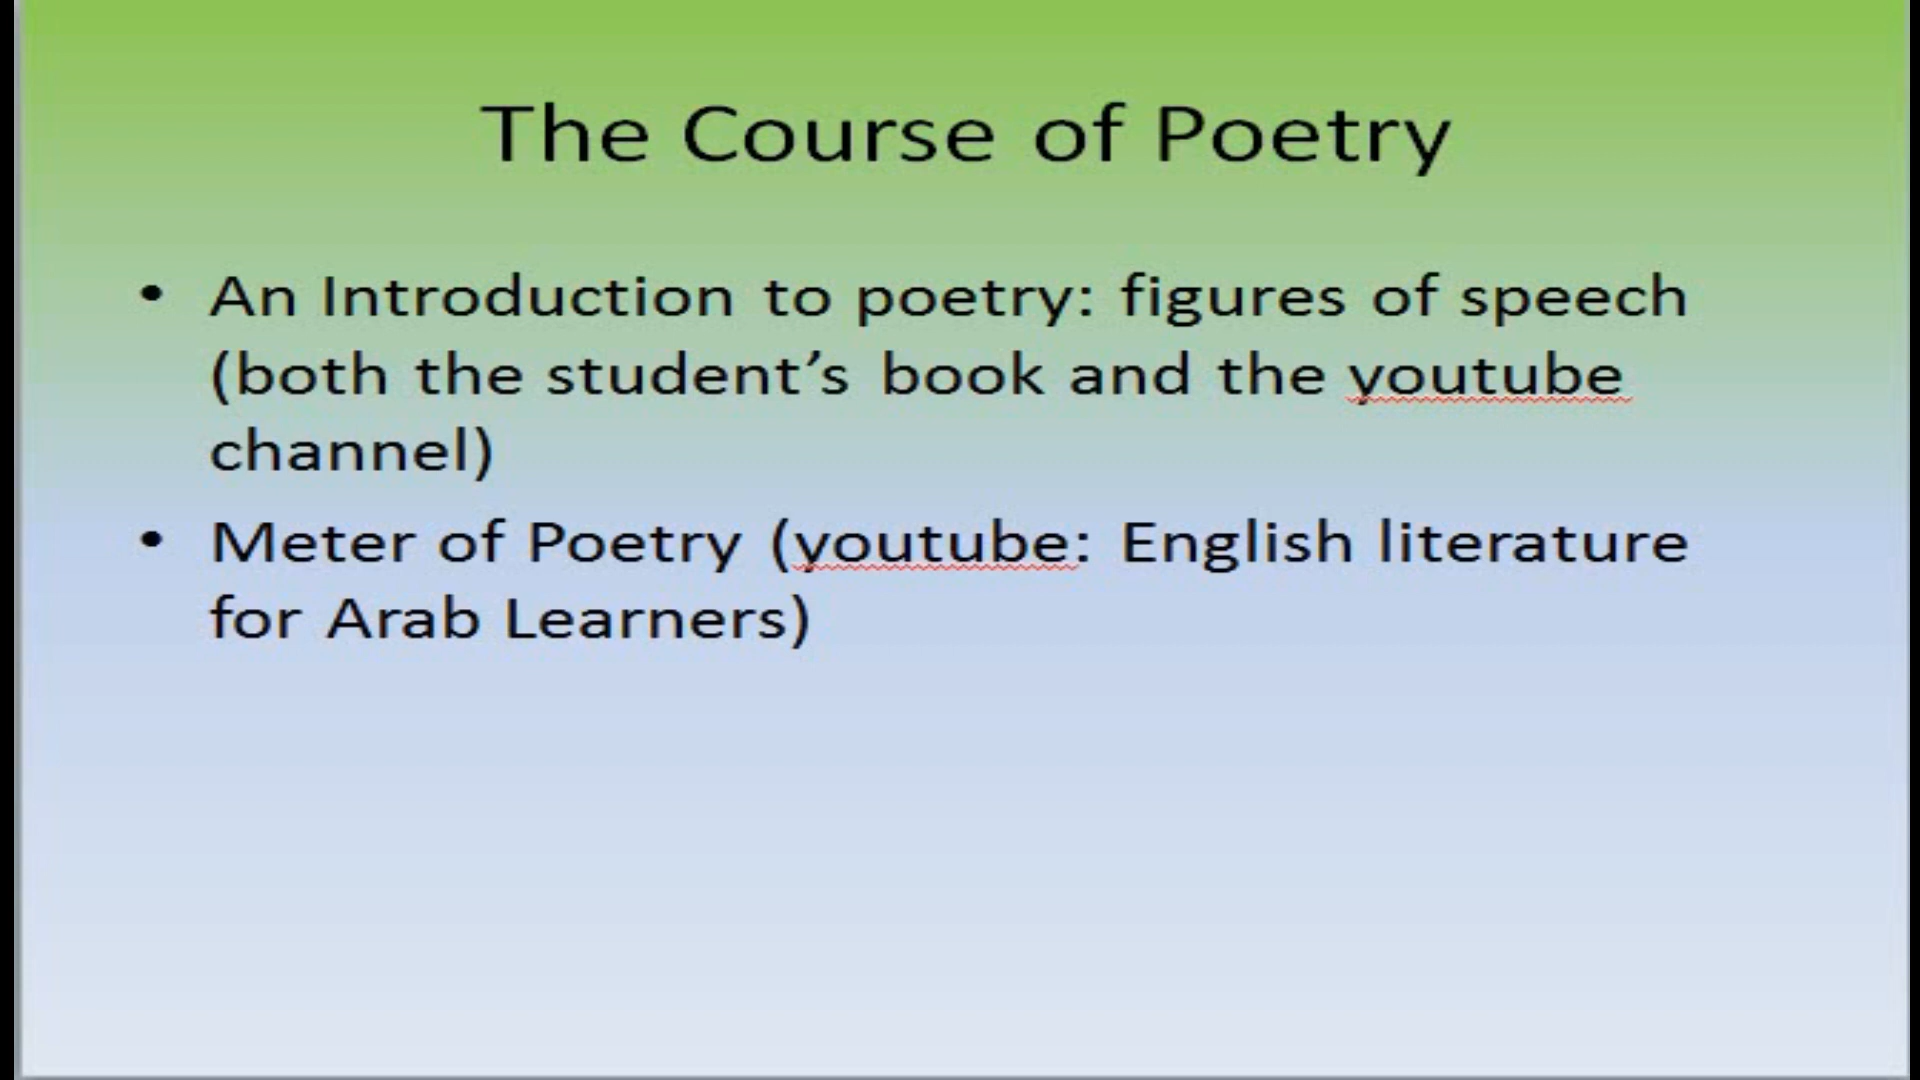 The Course of Poetry
• An Introduction to poetry: figures of speech
(both the student’s book and the youtube
channel)
• Meter of Poetry (youtube: English literature
for Arab Learners)